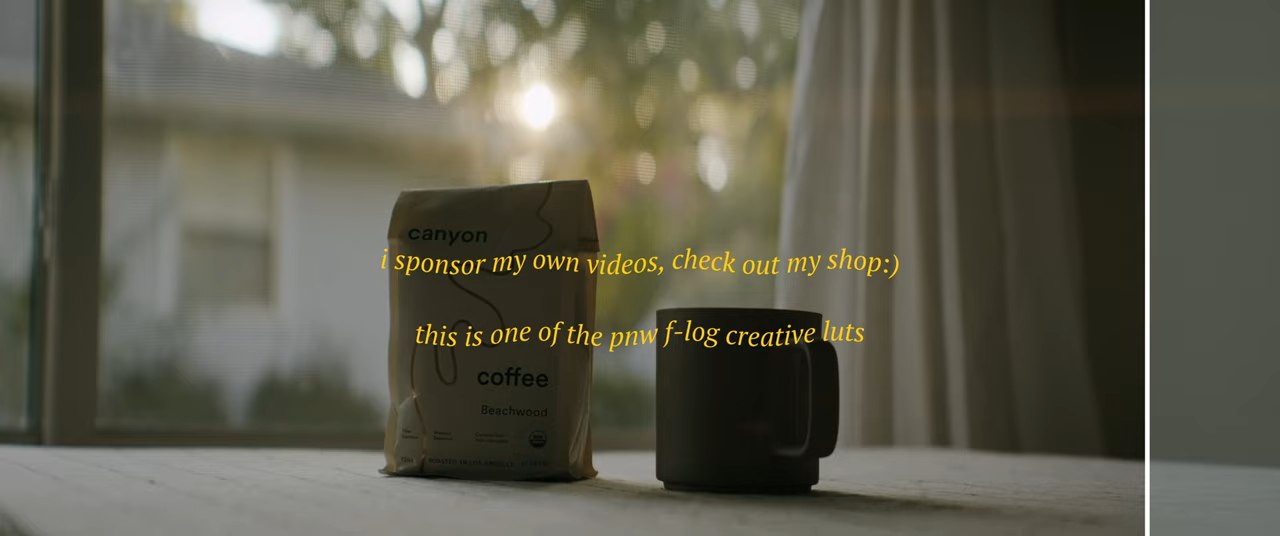 canyon
i sponsor my own videos, check out my shop:)
this is one of the pnw f-log creative luts
coffee
Beachwood